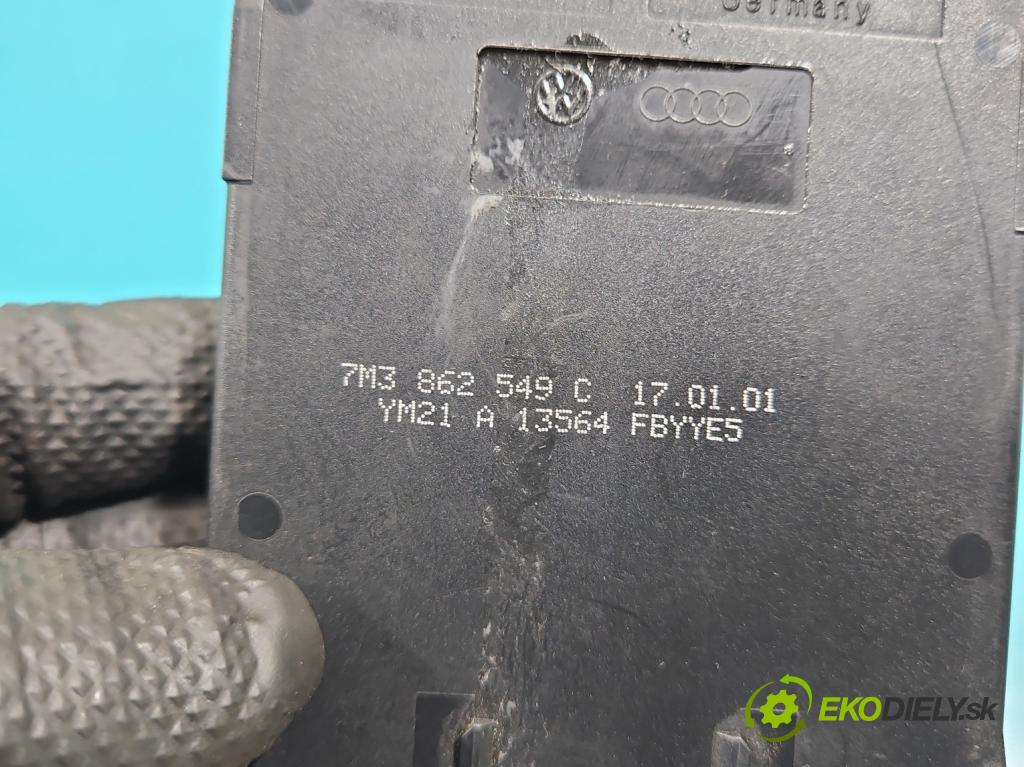 Germany
7M3 862 549 C 17.01.01
YM21 A 13564 FBYYE5
EKODIELY.sk